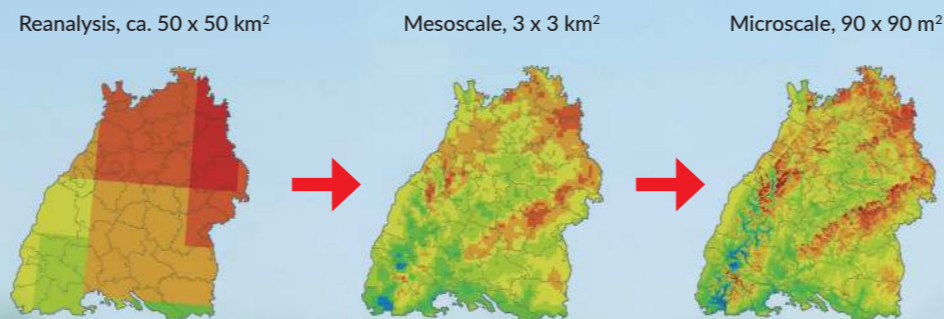 Reanalysis, ca. 50 x 50 km²
Mesoscale, 3 x 3 km²
Microscale, 90 x 90 m²